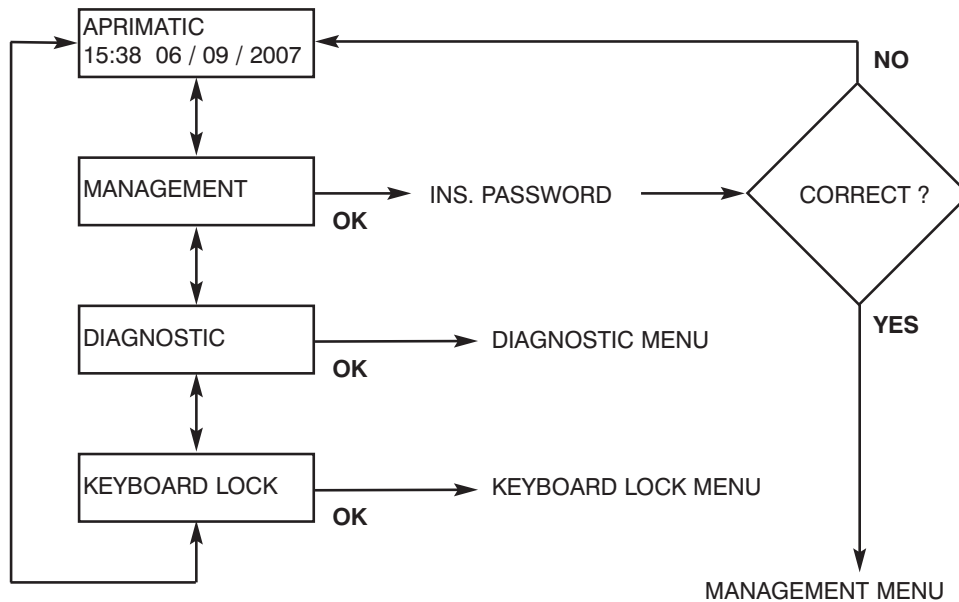 APRIMATIC
15:38 06 / 09 / 2007
NO
MANAGEMENT
OK
INS. PASSWORD
CORRECT ?
YES
DIAGNOSTIC
OK
DIAGNOSTIC MENU
KEYBOARD LOCK
OK
KEYBOARD LOCK MENU
MANAGEMENT MENU